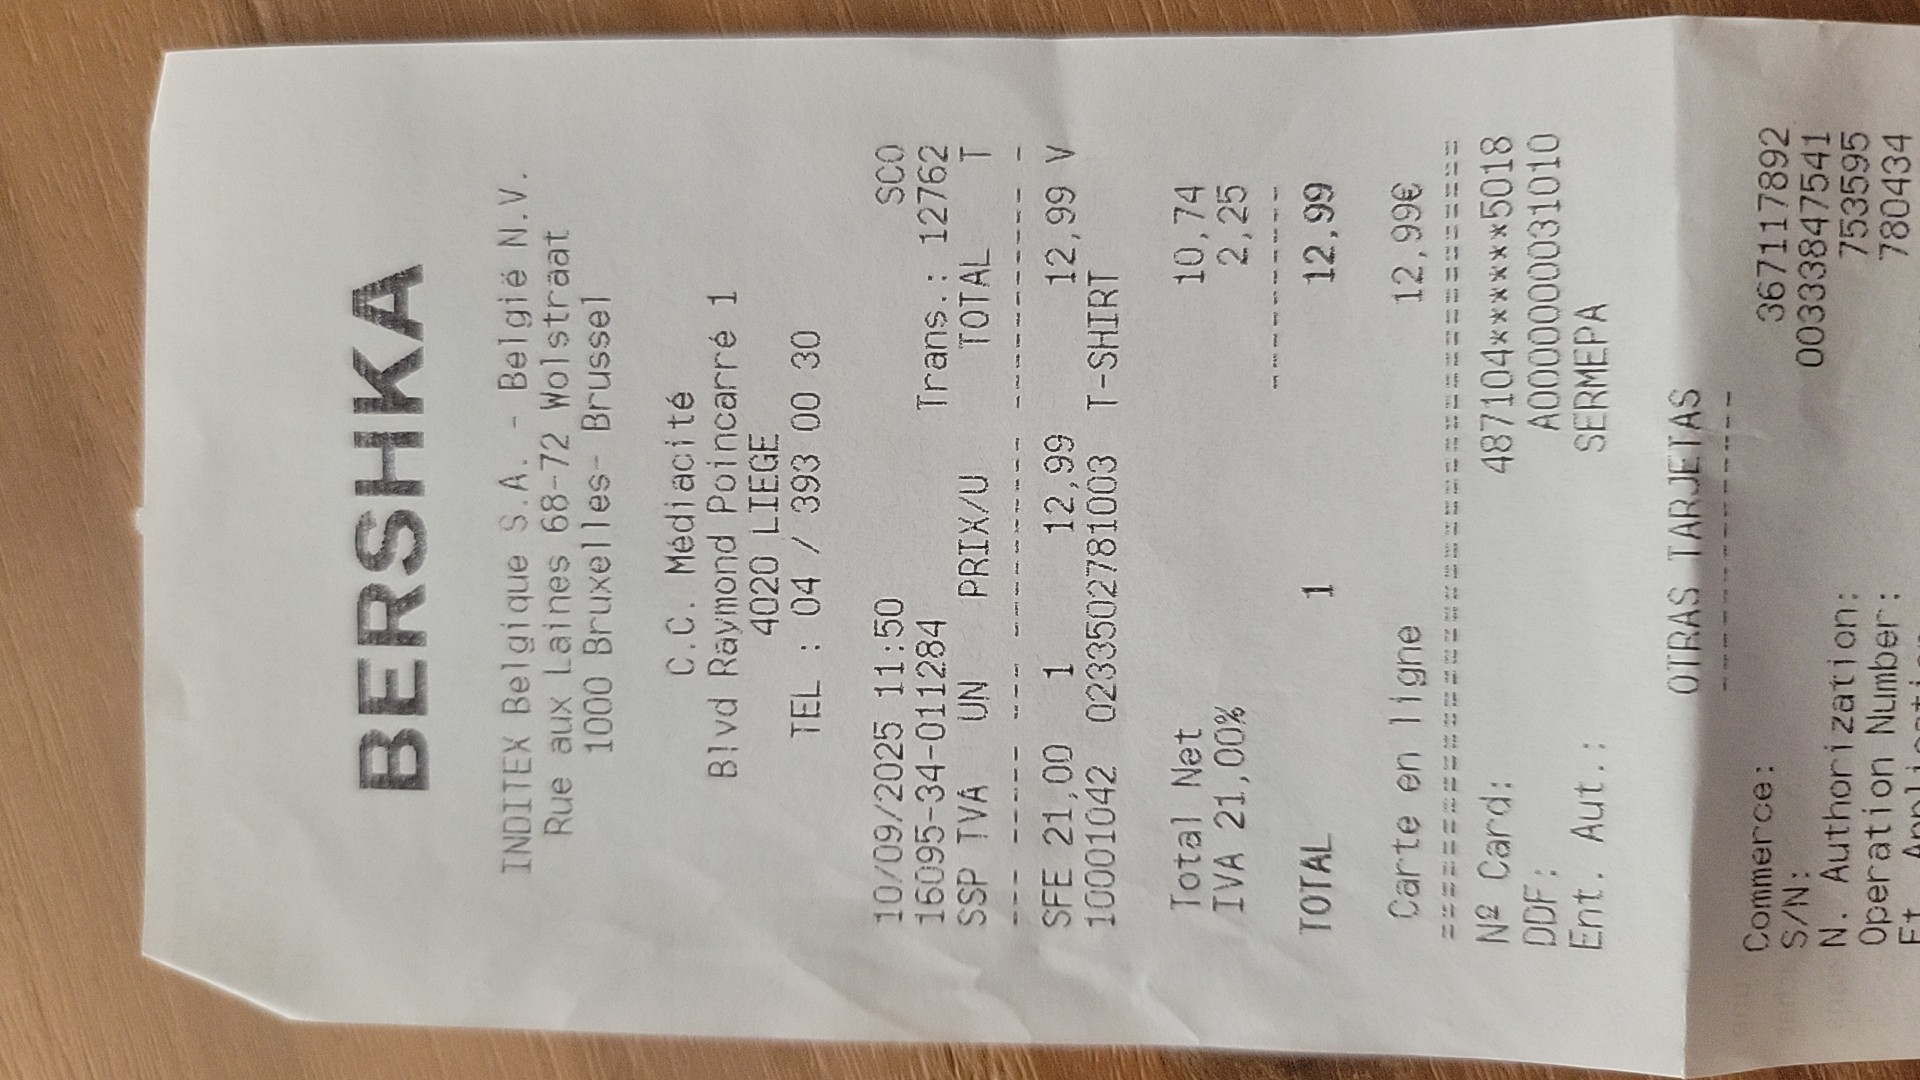 BERSHKA
INDITEX Belgique S.A. - België N.V.
Rue aux Laines 68-72 Wolstraat
1000 Bruxelles- Brussel
C.C. Médiacité
Blvd Raymond Poincarré 1
4020 LIEGE
TEL : 04 / 393 00 30
10/09/2025 11:50 SCO
16095-34-011284 Trans.: 12762
SSP TVA UN PRIX/U TOTAL T
--- ----- --- --------- --------- -
SFE 21,00 1 12,99 12,99 V
10001042 0233502781003 T-SHIRT
Total Net 10,74
IVA 21,00% 2,25
----------
TOTAL 1 12,99
Carte en ligne 12,99€
======================================
Nº Card: 487104******5018
DDF: A0000000031010
Ent. Aut.: SERMEPA
OTRAS TARJETAS
--------------
Commerce: 367117892
S/N: 00333847541
N. Authorization: 753595
Operation Number: 780434